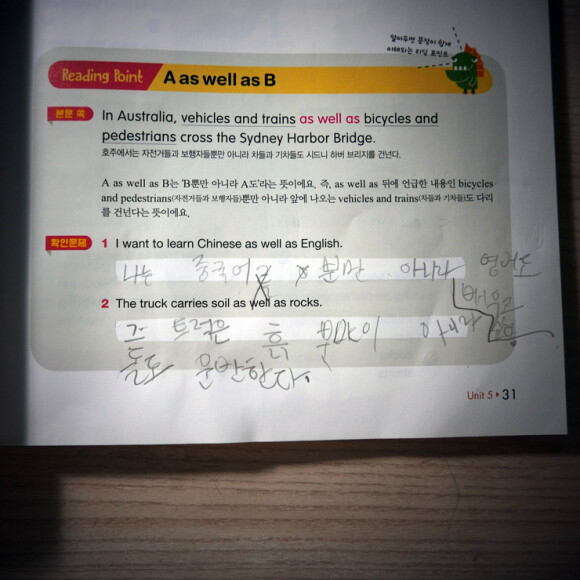 알아두면 문장이 쉽게
이해되는 리딩 포인트
Reading Point A as well as B
본문 쏙 In Australia, vehicles and trains as well as bicycles and
pedestrians cross the Sydney Harbor Bridge.
호주에서는 자전거들과 보행자들뿐만 아니라 차들과 기차들도 시드니 하버 브리지를 건넌다.
A as well as B는 'B뿐만 아니라 A도'라는 뜻이에요. 즉, as well as 뒤에 언급한 내용인 bicycles
and pedestrians(자전거들과 보행자들)뿐만 아니라 앞에 나오는 vehicles and trains(차들과 기차들)도 다리
를 건넌다는 뜻이에요.
확인문제 1 I want to learn Chinese as well as English.
나는 중국어 뿐만 아니라 영어도
배우고
2 The truck carries soil as well as rocks.
그 트럭은 흙 뿐만이 아니라
돌도 운반한다.
Unit 5 31